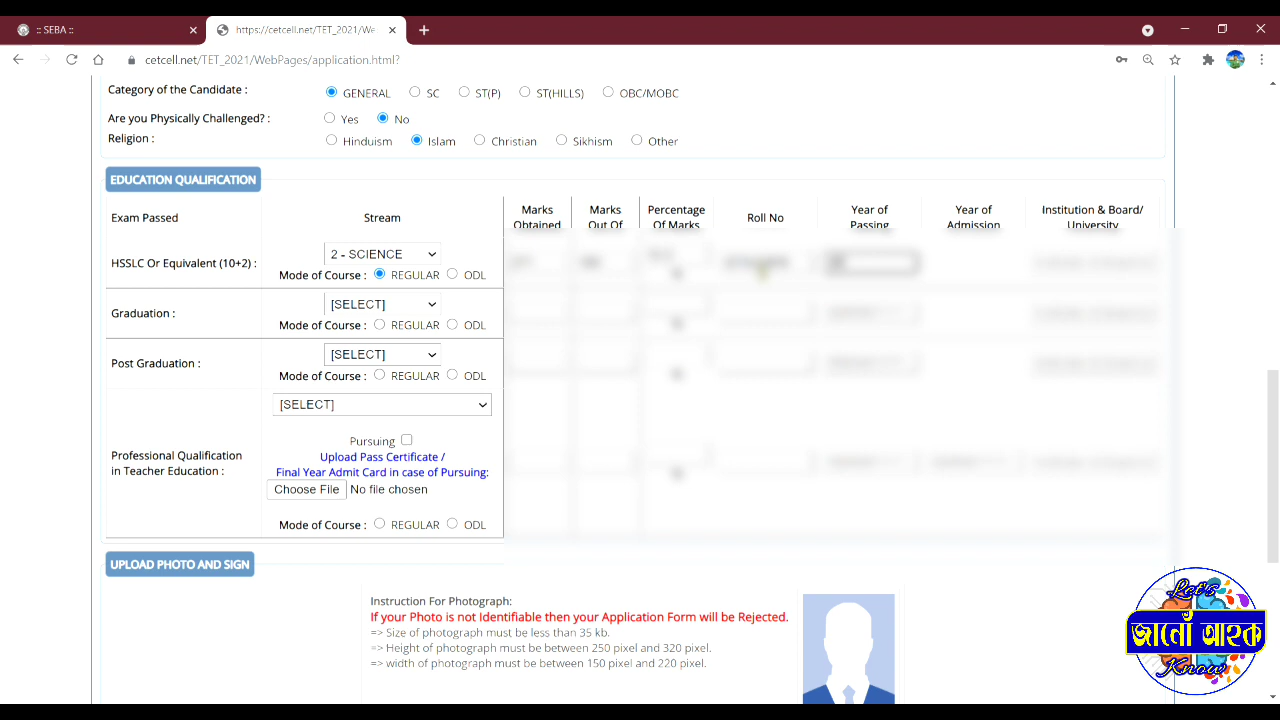 :: SEBA ::
https://cetcell.net/TET_2021/We
cetcell.net/TET_2021/WebPages/application.html?
Category of the Candidate : GENERAL SC ST(P) ST(HILLS) OBC/MOBC
Are you Physically Challenged? : Yes No
Religion : Hinduism Islam Christian Sikhism Other
EDUCATION QUALIFICATION
Exam Passed Stream Marks Obtained Marks Out Of Percentage Of Marks Roll No Year of Passing Year of Admission Institution & Board/ University
2 - SCIENCE
HSSLC Or Equivalent (10+2) :
Mode of Course : REGULAR ODL
[SELECT]
Graduation :
Mode of Course : REGULAR ODL
[SELECT]
Post Graduation :
Mode of Course : REGULAR ODL
[SELECT]
Pursuing
Professional Qualification
in Teacher Education :
Upload Pass Certificate /
Final Year Admit Card in case of Pursuing:
Choose File No file chosen
Mode of Course : REGULAR ODL
UPLOAD PHOTO AND SIGN
Instruction For Photograph:
If your Photo is not Identifiable then your Application Form will be Rejected.
=> Size of photograph must be less than 35 kb.
=> Height of photograph must be between 250 pixel and 320 pixel.
=> width of photograph must be between 150 pixel and 220 pixel.
Let's
জানোঁ আহক
Know